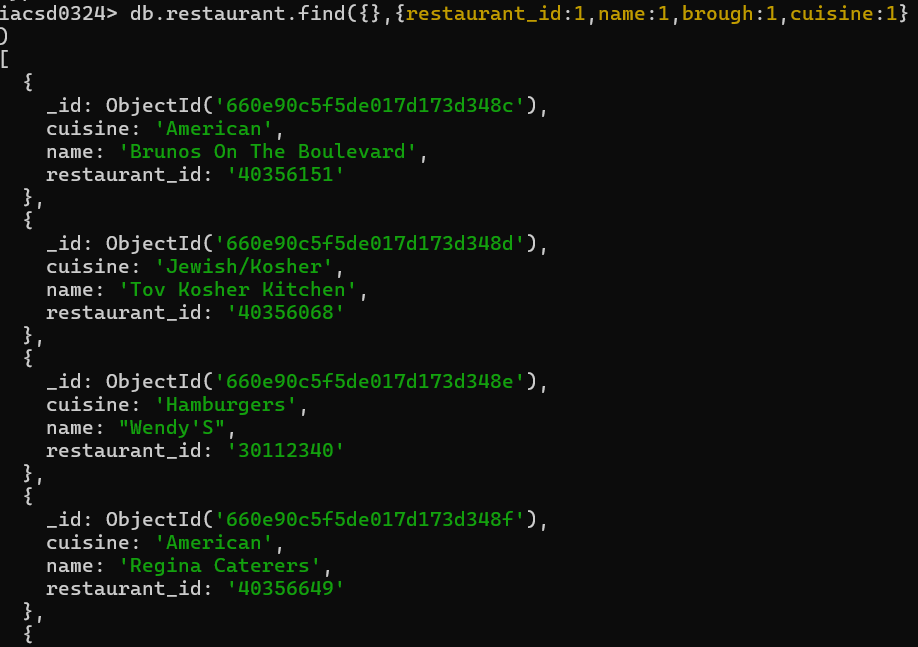 iacsd0324> db.restaurant.find({},{restaurant_id:1,name:1,brough:1,cuisine:1}
)
[
  {
    _id: ObjectId('660e90c5f5de017d173d348c'),
    cuisine: 'American',
    name: 'Brunos On The Boulevard',
    restaurant_id: '40356151'
  },
  {
    _id: ObjectId('660e90c5f5de017d173d348d'),
    cuisine: 'Jewish/Kosher',
    name: 'Tov Kosher Kitchen',
    restaurant_id: '40356068'
  },
  {
    _id: ObjectId('660e90c5f5de017d173d348e'),
    cuisine: 'Hamburgers',
    name: "Wendy'S",
    restaurant_id: '30112340'
  },
  {
    _id: ObjectId('660e90c5f5de017d173d348f'),
    cuisine: 'American',
    name: 'Regina Caterers',
    restaurant_id: '40356649'
  },
  {